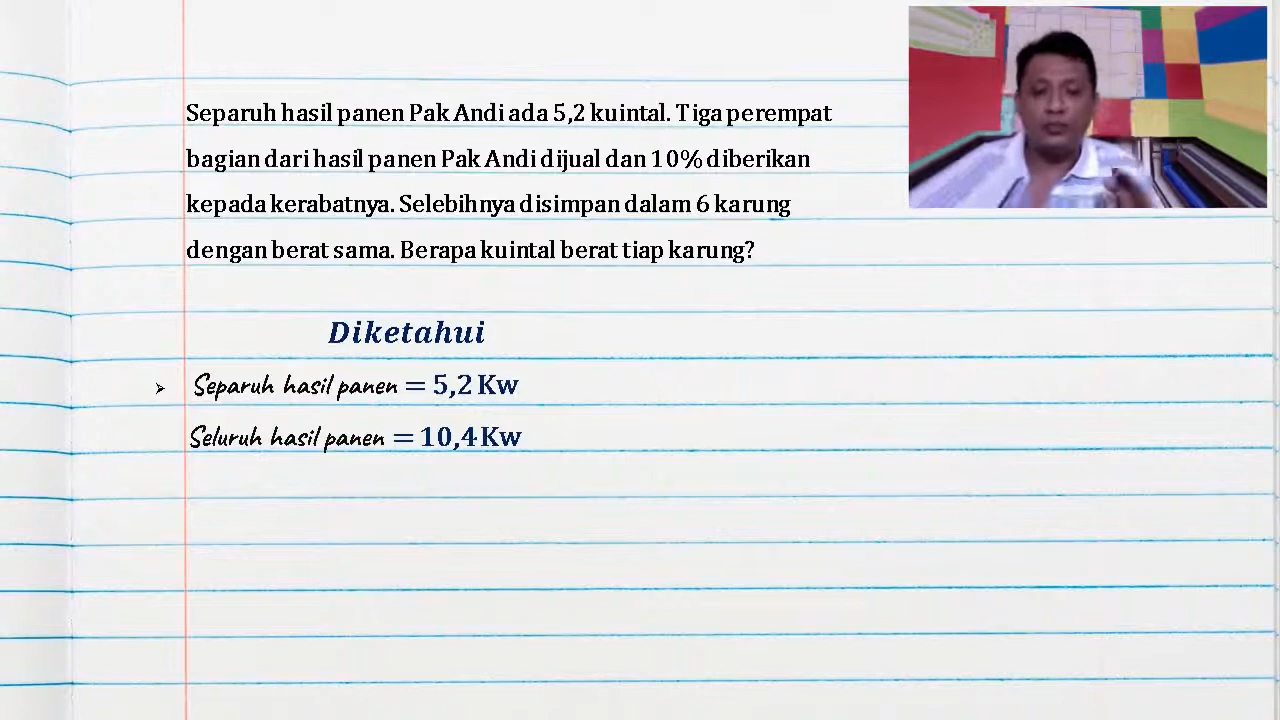 Separuh hasil panen Pak Andi ada 5,2 kuintal. Tiga perempat
bagian dari hasil panen Pak Andi dijual dan 10% diberikan
kepada kerabatnya. Selebihnya disimpan dalam 6 karung
dengan berat sama. Berapa kuintal berat tiap karung?
Diketahui
➢ Separuh hasil panen = 5,2 Kw
Seluruh hasil panen = 10,4 Kw